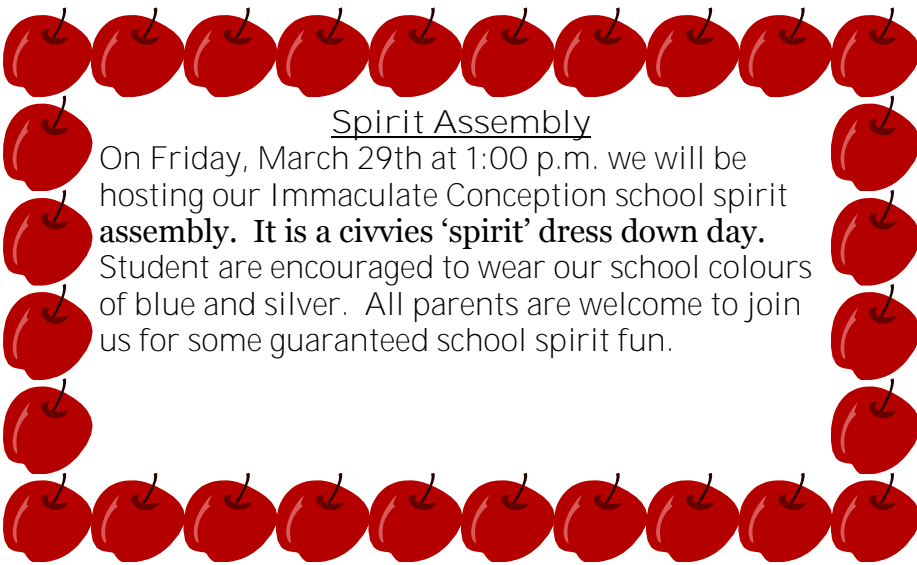 Spirit Assembly
On Friday, March 29th at 1:00 p.m. we will be
hosting our Immaculate Conception school spirit
assembly.  It is a civvies ‘spirit’ dress down day.
Student are encouraged to wear our school colours
of blue and silver.  All parents are welcome to join
us for some guaranteed school spirit fun.